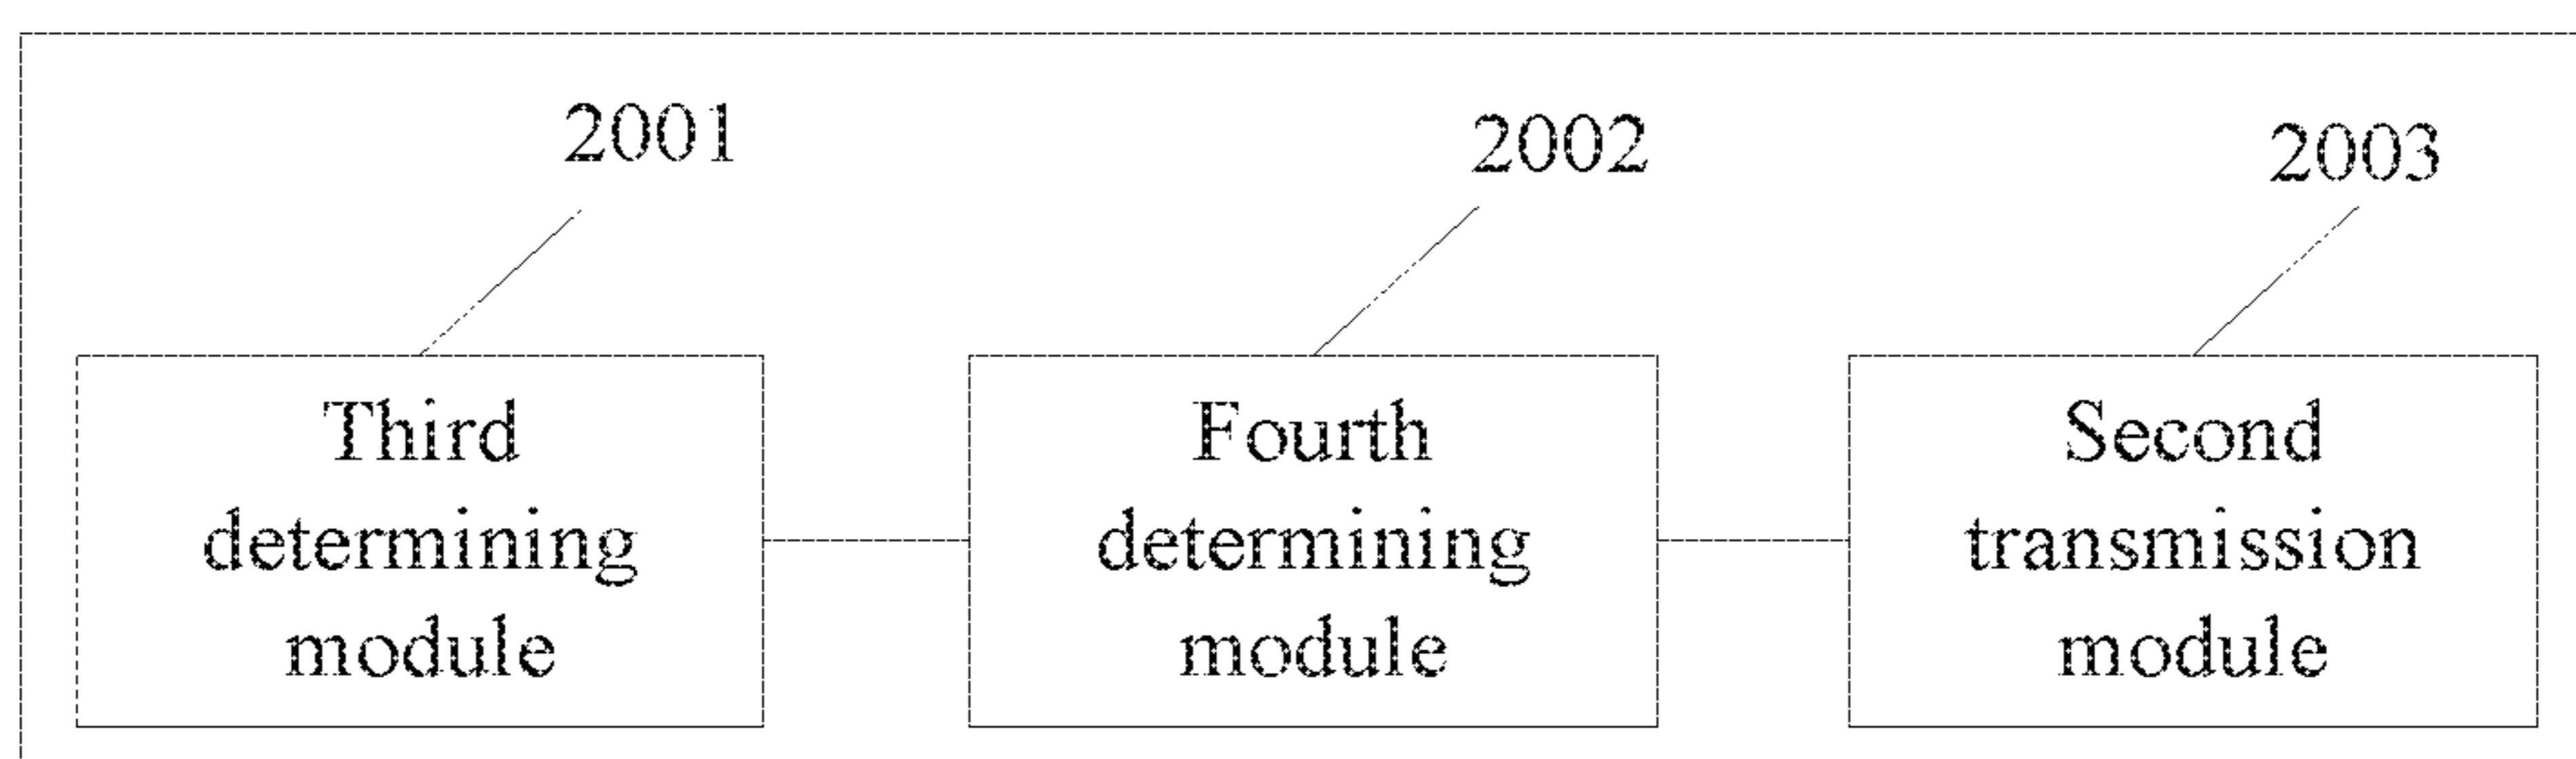 2001
2002
2003
Third
determining
module
Fourth
determining
module
Second
transmission
module